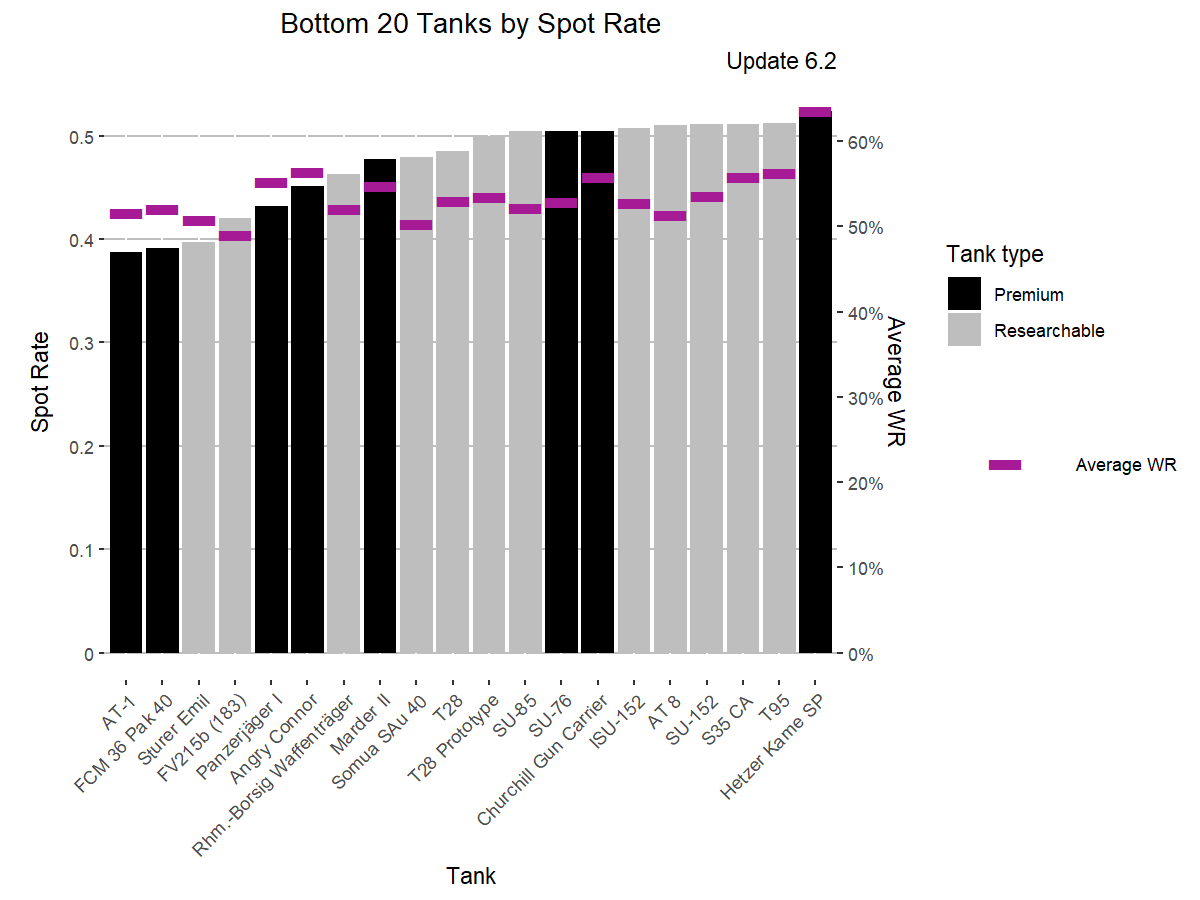 Bottom 20 Tanks by Spot Rate
Update 6.2
Spot Rate
0.5
0.4
0.3
0.2
0.1
0
60%
50%
40%
30%
20%
10%
0%
Average WR
AT-1
FCM 36 Pak 40
Sturer Emil
FV215b (183)
Panzerjäger I
Angry Connor
Rhm.-Borsig Waffenträger
Marder II
Somua SAu 40
T28
T28 Prototype
SU-85
SU-76
Churchill Gun Carrier
ISU-152
AT 8
SU-152
S35 CA
T95
Hetzer Kame SP
Tank
Tank type
Premium
Researchable
Average WR